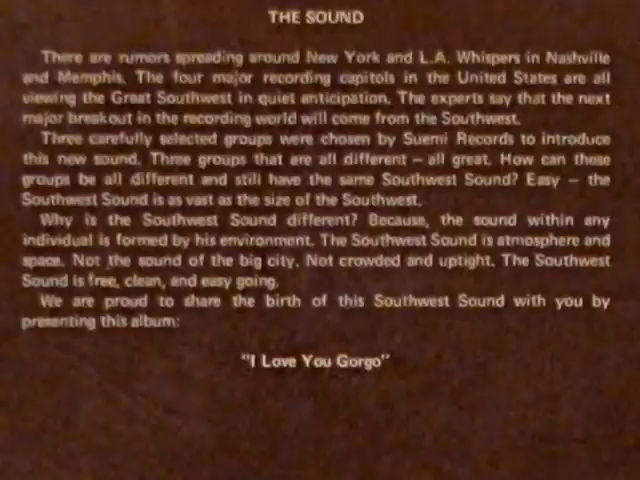 THE SOUND
There are rumors spreading around New York and L.A. Whispers in Nashville
and Memphis. The four major recording capitols in the United States are all
viewing the Great Southwest in quiet anticipation. The experts say that the next
major breakout in the recording world will come from the Southwest.
Three carefully selected groups were chosen by Suemi Records to introduce
this new sound. Three groups that are all different — all great. How can these
groups be all different and still have the same Southwest Sound? Easy — the
Southwest Sound is as vast as the size of the Southwest.
Why is the Southwest Sound different? Because, the sound within any
individual is formed by his environment. The Southwest Sound is atmosphere and
space. Not the sound of the big city. Not crowded and uptight. The Southwest
Sound is free, clean, and easy going.
We are proud to share the birth of this Southwest Sound with you by
presenting this album:
"I Love You Gorgo"